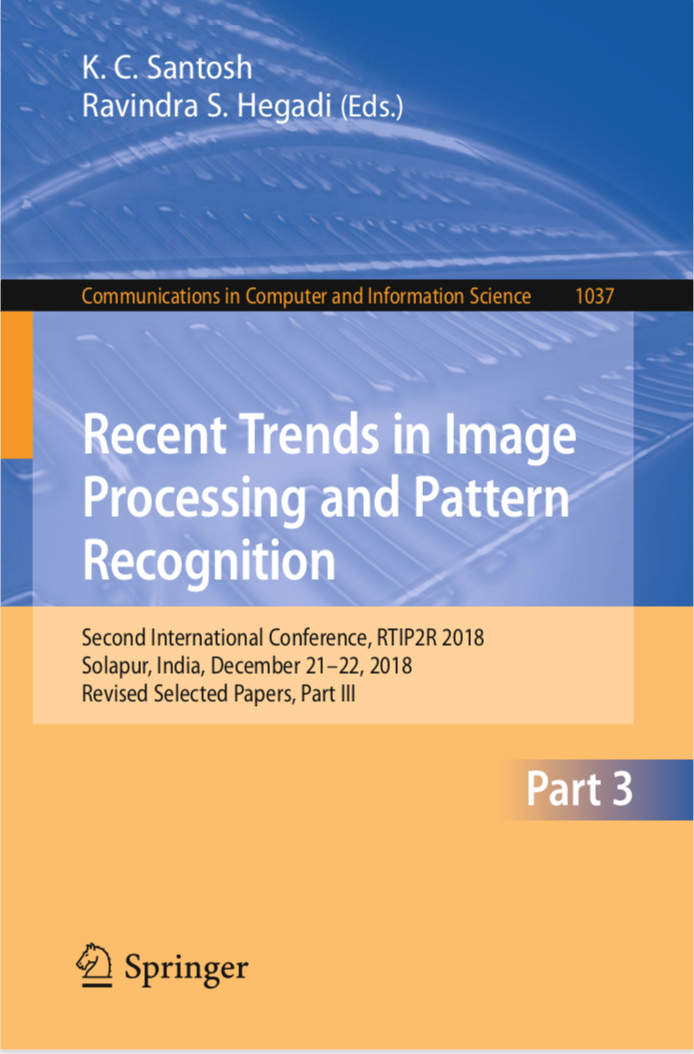 K. C. Santosh
Ravindra S. Hegadi (Eds.)
Communications in Computer and Information Science 1037
Recent Trends in Image
Processing and Pattern
Recognition
Second International Conference, RTIP2R 2018
Solapur, India, December 21–22, 2018
Revised Selected Papers, Part III
Part 3
Springer